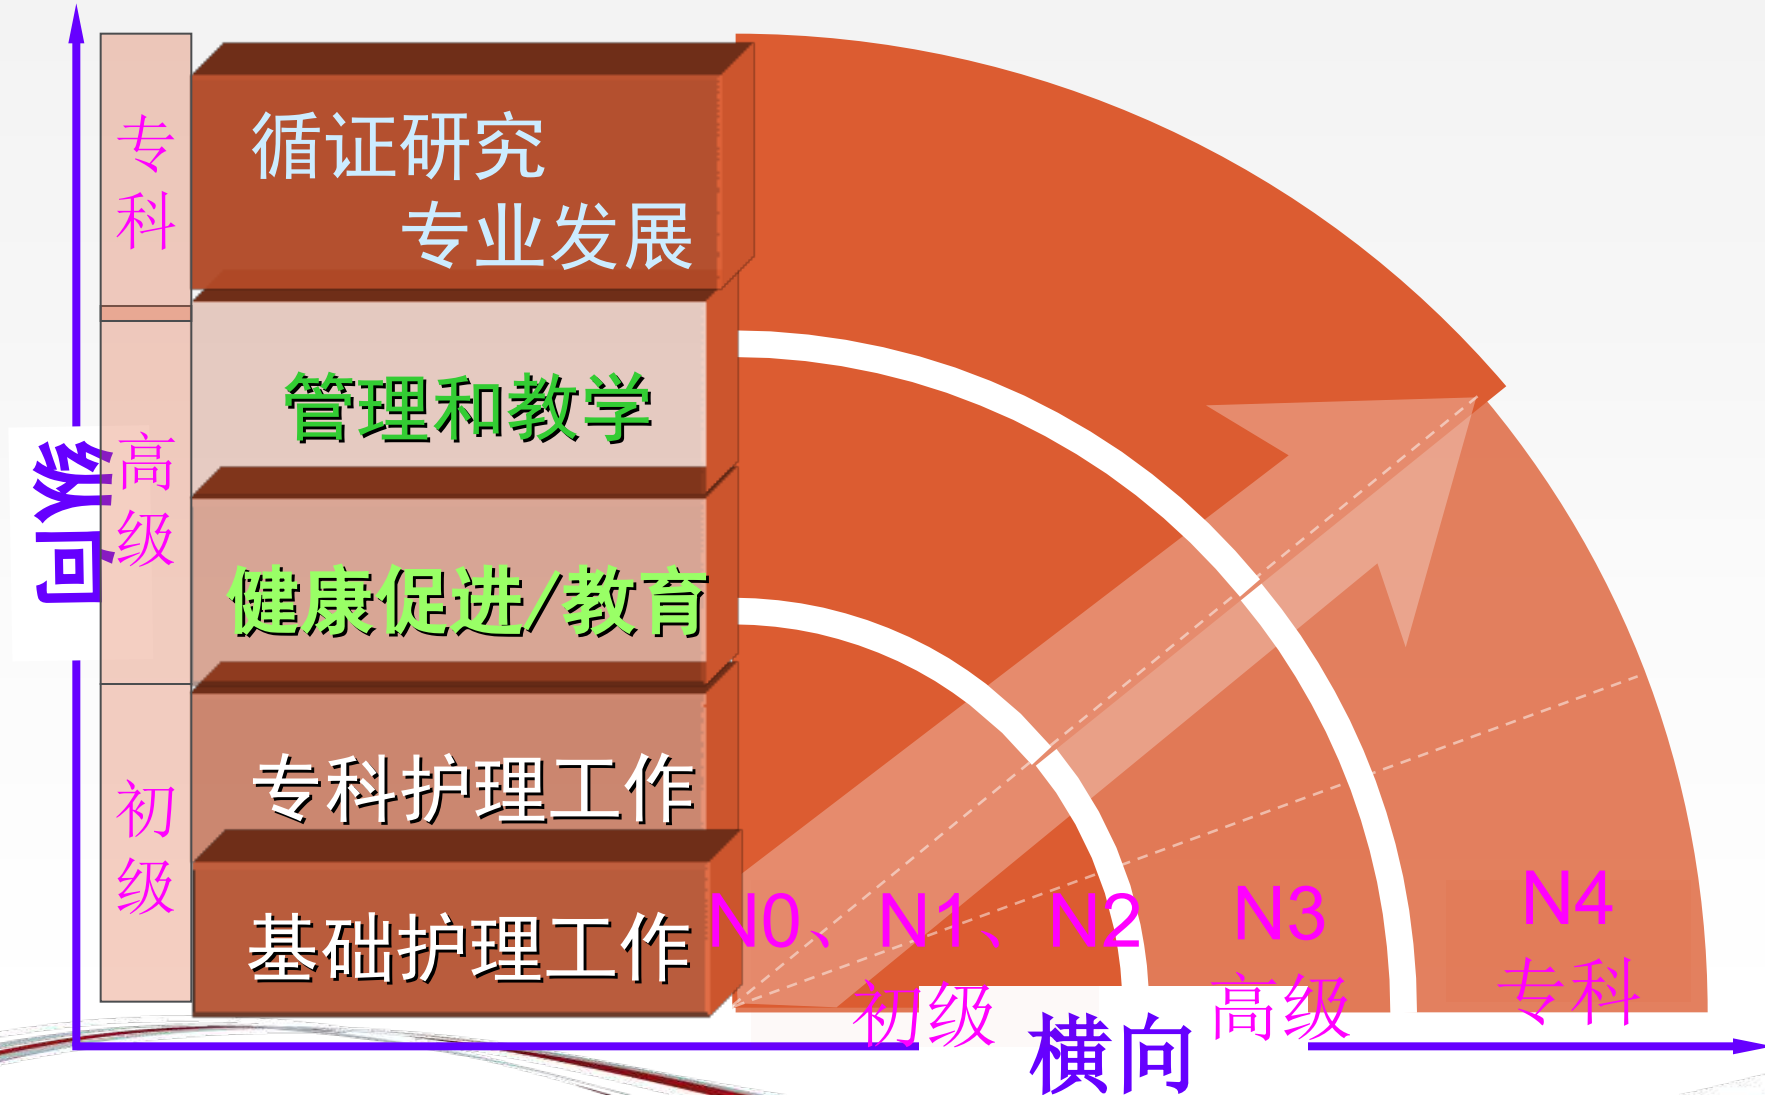 专科
循证研究
专业发展
纵向
高级
管理和教学
健康促进/教育
初级
专科护理工作
基础护理工作
N0、N1、N2
初级
N3
高级
N4
专科
横向